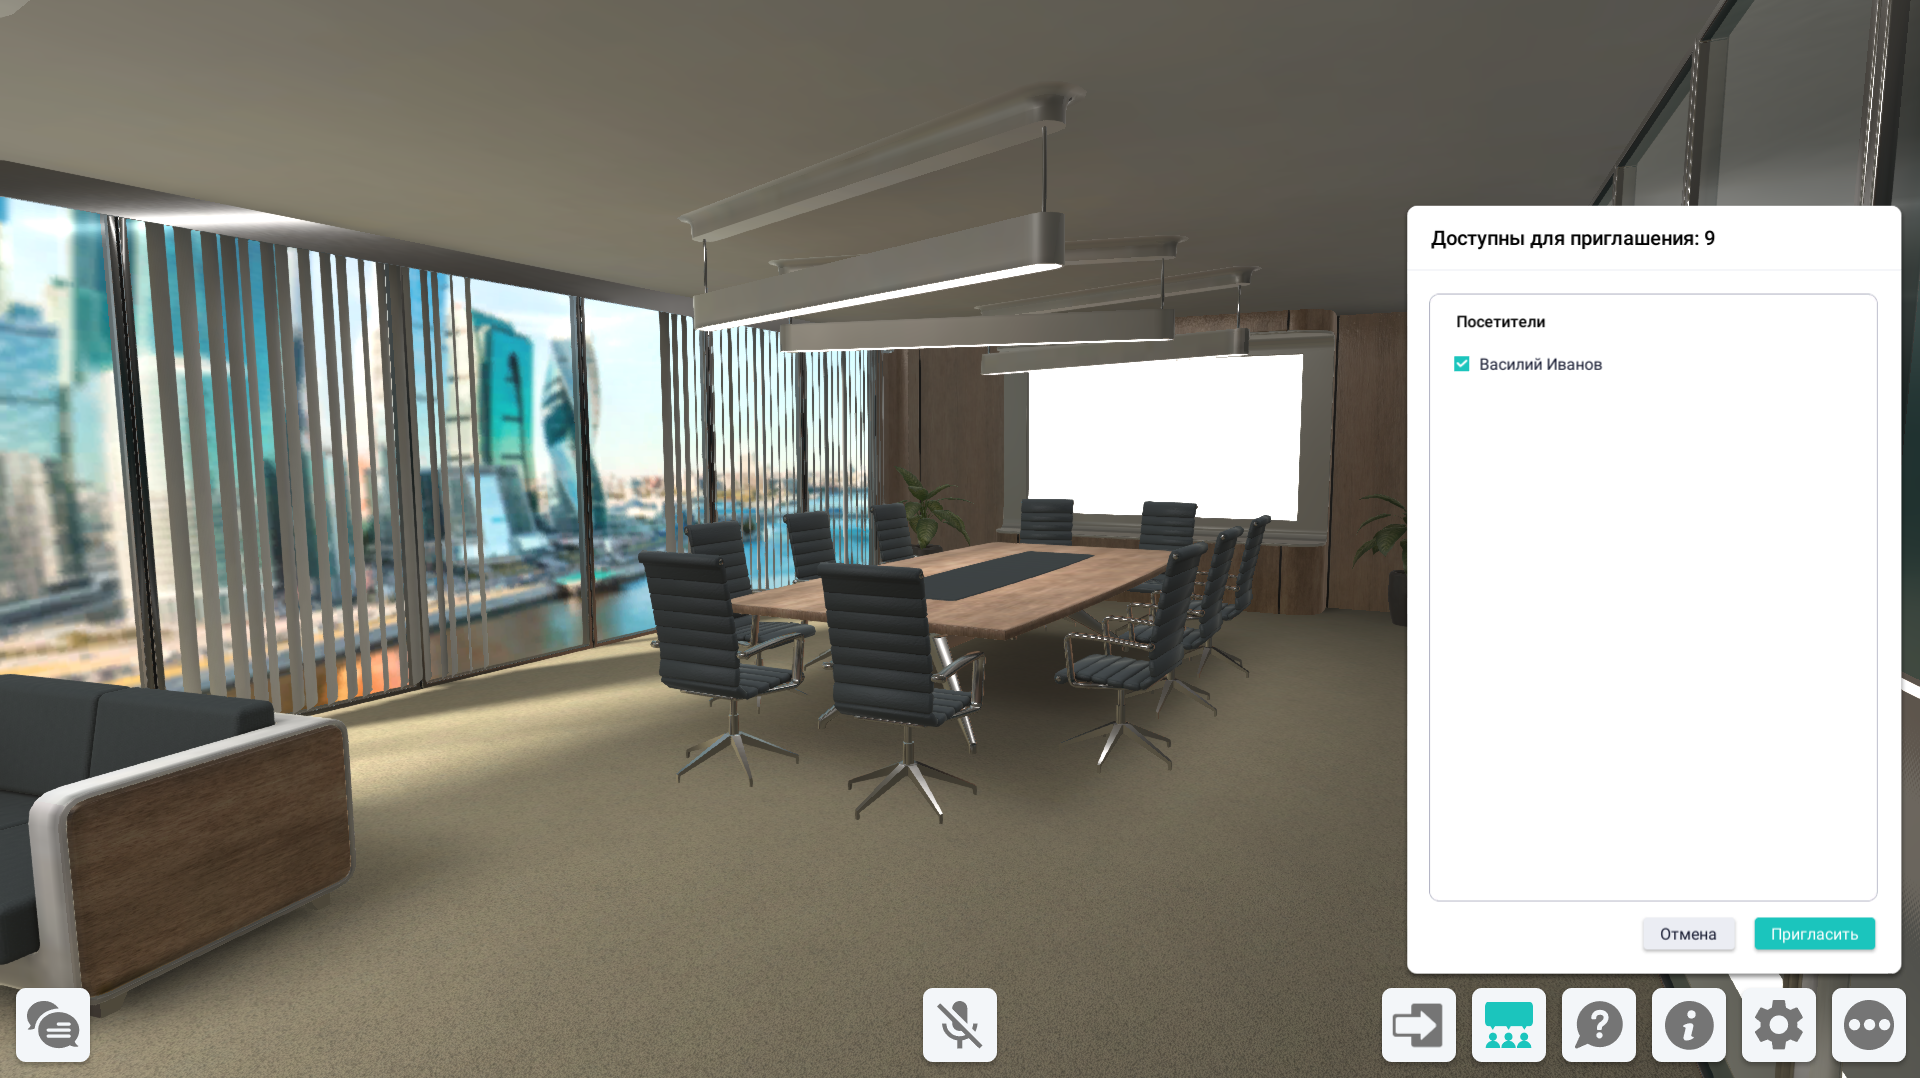 Доступны для приглашения: 9
Посетители
Василий Иванов
Отмена
Пригласить